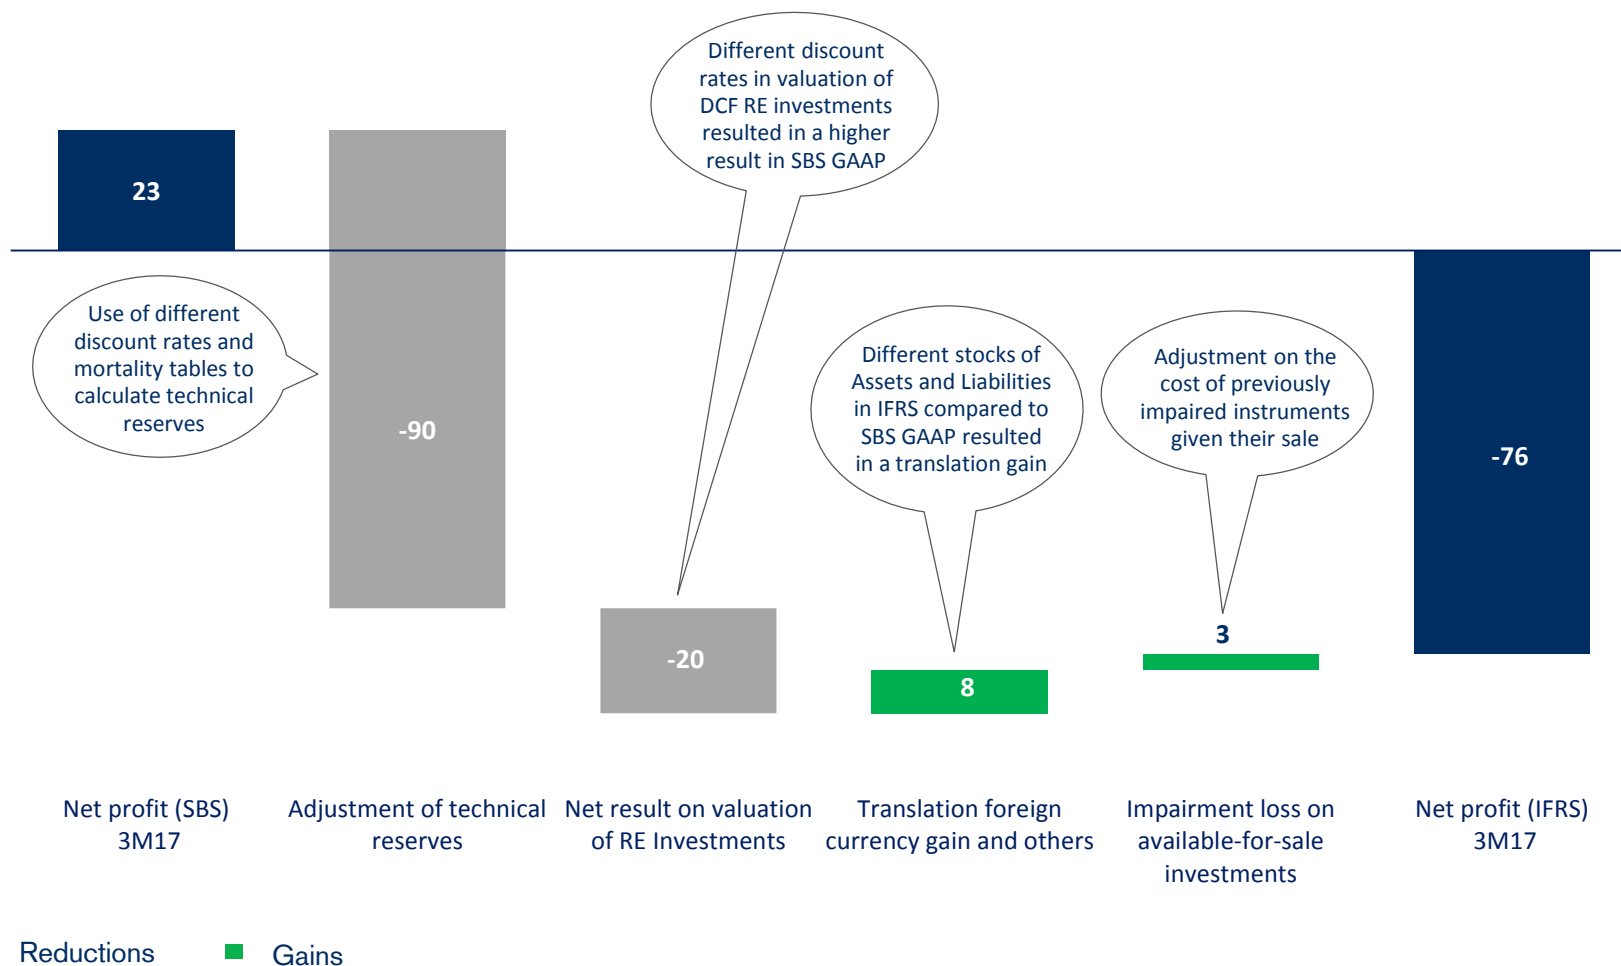 Different discount
rates in valuation of
DCF RE investments
resulted in a higher
result in SBS GAAP
23
Use of different
discount rates and
mortality tables to
calculate technical
reserves
-90
-20
Different stocks of
Assets and Liabilities
in IFRS compared to
SBS GAAP resulted
in a translation gain
8
Adjustment on the
cost of previously
impaired instruments
given their sale
3
-76
Net profit (SBS)
3M17
Adjustment of technical
reserves
Net result on valuation
of RE Investments
Translation foreign
currency gain and others
Impairment loss on
available-for-sale
investments
Net profit (IFRS)
3M17
Reductions
Gains